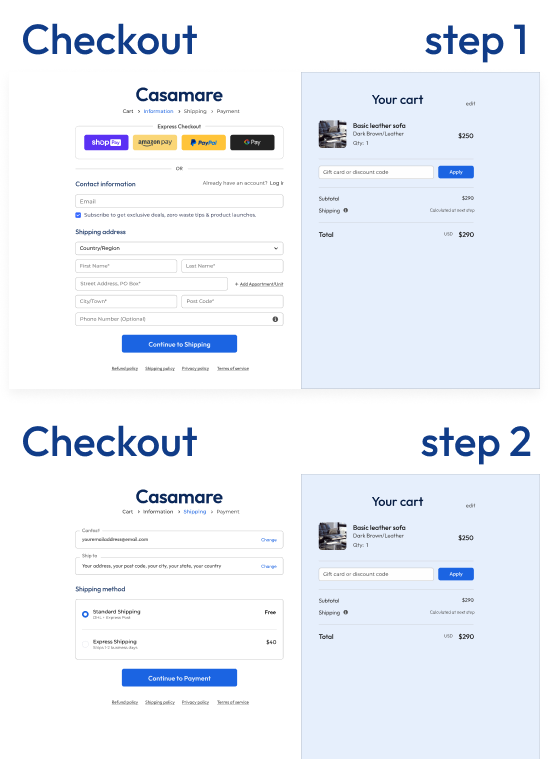 Checkout step 1
Casamare
Cart > Information > Shipping > Payment
Express Checkout
shop Pay amazon pay PayPal G Pay
OR
Contact information Already have an account? Log i
Email
Subscribe to get exclusive deals, zero waste tips & product launches.
Shipping address
Country/Region
First Name* Last Name*
Street Address, PO Box* + Add Appartment/Unit
City/Town* Post Code*
Phone Number (Optional)
Continue to Shipping
Refund policy Shipping policy Privacy policy Terms of service
Your cart edit
Basic leather sofa
Dark Brown/Leather $250
Qty: 1
Gift card or discount code Apply
Subtotal $290
Shipping Calculated at next step
Total USD $290
Checkout step 2
Casamare
Cart > Information > Shipping > Payment
Contact
youremailaddress@email.com Change
Ship to
Your address, your post code, your city, your state, your country Change
Shipping method
Standard Shipping Free
DHL - Express Post
Express Shipping $40
1-2 business days
Continue to Payment
Refund policy Shipping policy Privacy policy Terms of service
Your cart edit
Basic leather sofa
Dark Brown/Leather $250
Qty: 1
Gift card or discount code Apply
Subtotal $290
Shipping Calculated at next step
Total USD $290